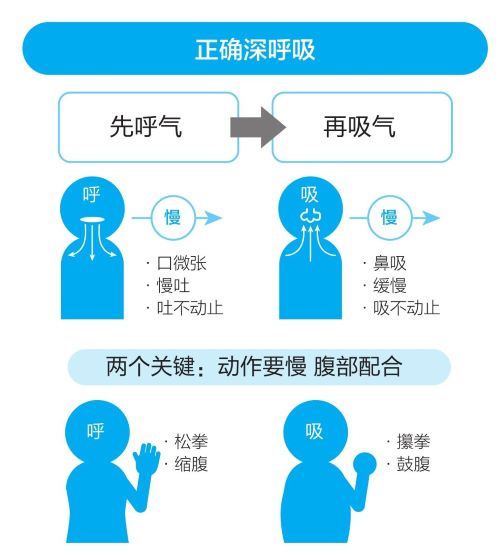 正确深呼吸
先呼气
再吸气
呼
慢
· 口微张
· 慢吐
· 吐不动止
吸
慢
· 鼻吸
· 缓慢
· 吸不动止
两个关键：动作要慢 腹部配合
呼
· 松拳
· 缩腹
吸
· 攥拳
· 鼓腹